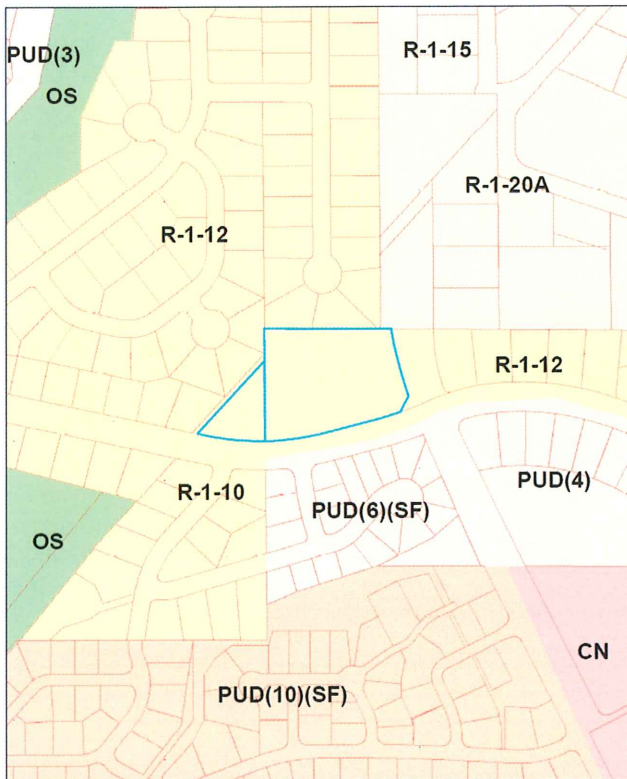 PUD(3)
OS
R-1-15
R-1-20A
R-1-12
R-1-12
R-1-10
PUD(4)
PUD(6)(SF)
OS
CN
PUD(10)(SF)